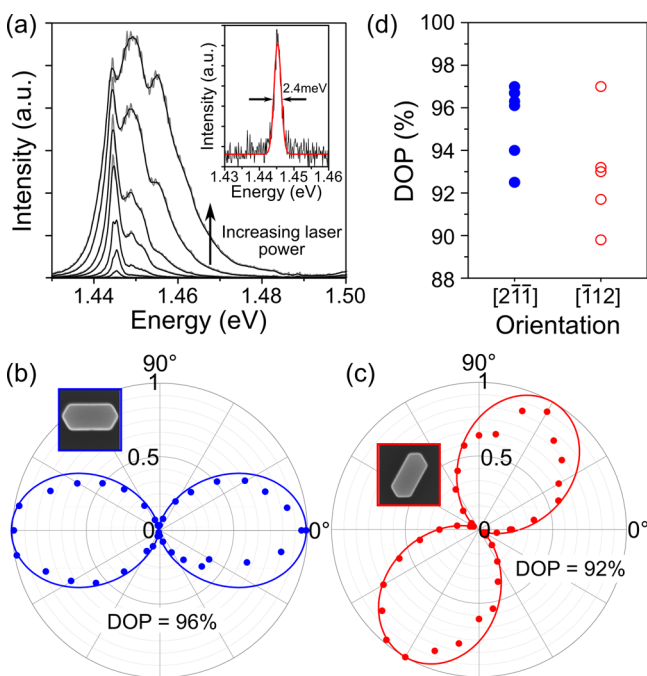 (a)
Intensity (a.u.)
Energy (eV)
1.44
1.46
1.48
1.50
Increasing laser
power
Intensity (a.u.)
2.4meV
1.43
1.44
1.45
1.46
Energy (eV)
(d)
DOP (%)
100
98
96
94
92
90
88
[21̄1̄]
[1̄12]
Orientation
(b)
90°
1
0.5
0
0°
DOP = 96%
(c)
90°
1
0.5
0
0°
DOP = 92%